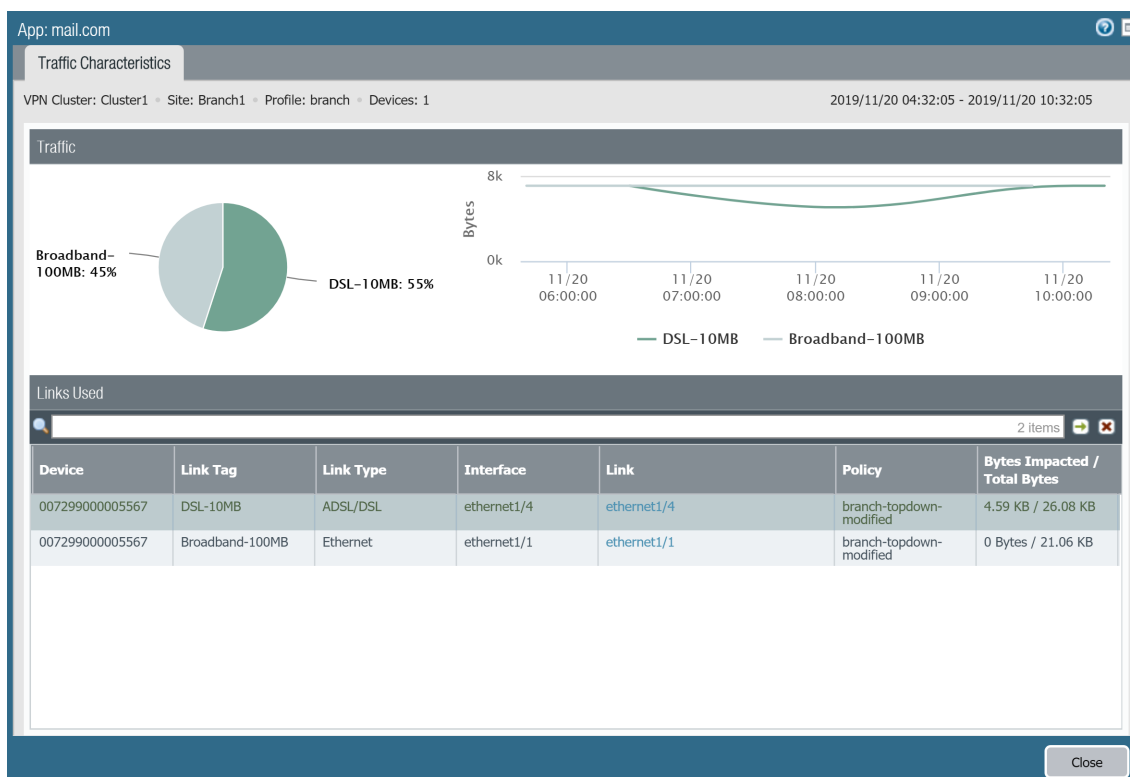 App: mail.com
Traffic Characteristics
VPN Cluster: Cluster1 Site: Branch1 Profile: branch Devices: 1 2019/11/20 04:32:05 - 2019/11/20 10:32:05
Traffic
Broadband-
100MB: 45%
DSL-10MB: 55%
8k
Bytes
0k
11/20 11/20 11/20 11/20 11/20
06:00:00 07:00:00 08:00:00 09:00:00 10:00:00
DSL-10MB Broadband-100MB
Links Used
2 items
Device Link Tag Link Type Interface Link Policy Bytes Impacted /
Total Bytes
007299000005567 DSL-10MB ADSL/DSL ethernet1/4 ethernet1/4 branch-topdown- 4.59 KB / 26.08 KB
modified
007299000005567 Broadband-100MB Ethernet ethernet1/1 ethernet1/1 branch-topdown- 0 Bytes / 21.06 KB
modified
Close